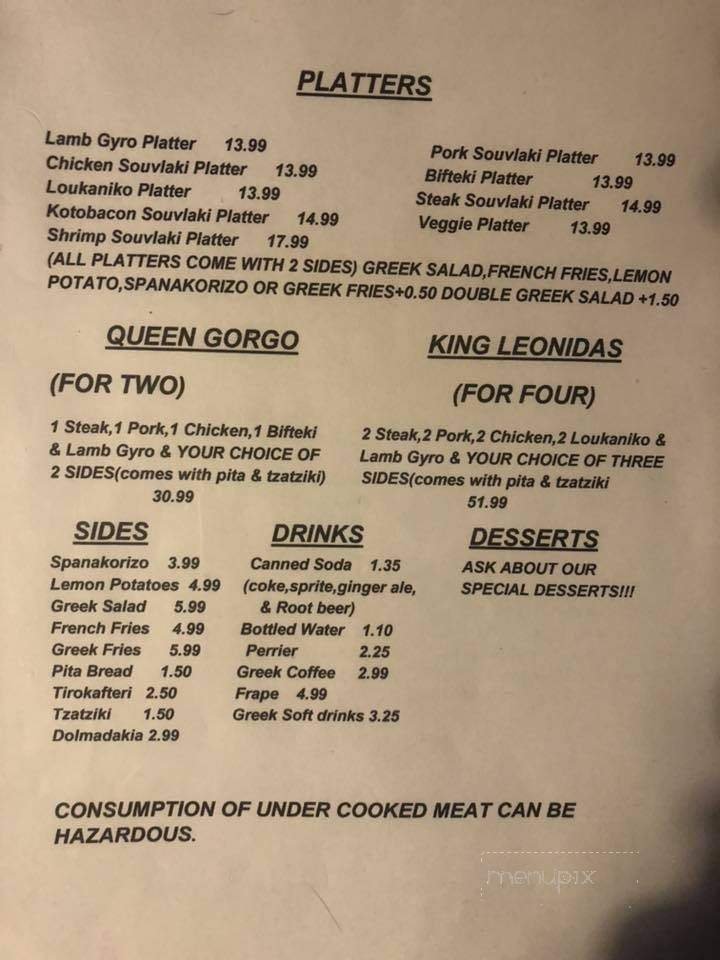 PLATTERS
Lamb Gyro Platter 13.99
Chicken Souvlaki Platter 13.99
Loukaniko Platter 13.99
Kotobacon Souvlaki Platter 14.99
Shrimp Souvlaki Platter 17.99
Pork Souvlaki Platter 13.99
Bifteki Platter 13.99
Steak Souvlaki Platter 14.99
Veggie Platter 13.99
(ALL PLATTERS COME WITH 2 SIDES) GREEK SALAD,FRENCH FRIES,LEMON
POTATO,SPANAKORIZO OR GREEK FRIES+0.50 DOUBLE GREEK SALAD +1.50
QUEEN GORGO
(FOR TWO)
1 Steak,1 Pork,1 Chicken,1 Bifteki
& Lamb Gyro & YOUR CHOICE OF
2 SIDES(comes with pita & tzatziki)
30.99
KING LEONIDAS
(FOR FOUR)
2 Steak,2 Pork,2 Chicken,2 Loukaniko &
Lamb Gyro & YOUR CHOICE OF THREE
SIDES(comes with pita & tzatziki
51.99
SIDES
Spanakorizo 3.99
Lemon Potatoes 4.99
Greek Salad 5.99
French Fries 4.99
Greek Fries 5.99
Pita Bread 1.50
Tirokafteri 2.50
Tzatziki 1.50
Dolmadakia 2.99
DRINKS
Canned Soda 1.35
(coke,sprite,ginger ale,
& Root beer)
Bottled Water 1.10
Perrier 2.25
Greek Coffee 2.99
Frape 4.99
Greek Soft drinks 3.25
DESSERTS
ASK ABOUT OUR
SPECIAL DESSERTS!!!
CONSUMPTION OF UNDER COOKED MEAT CAN BE
HAZARDOUS.
menupix